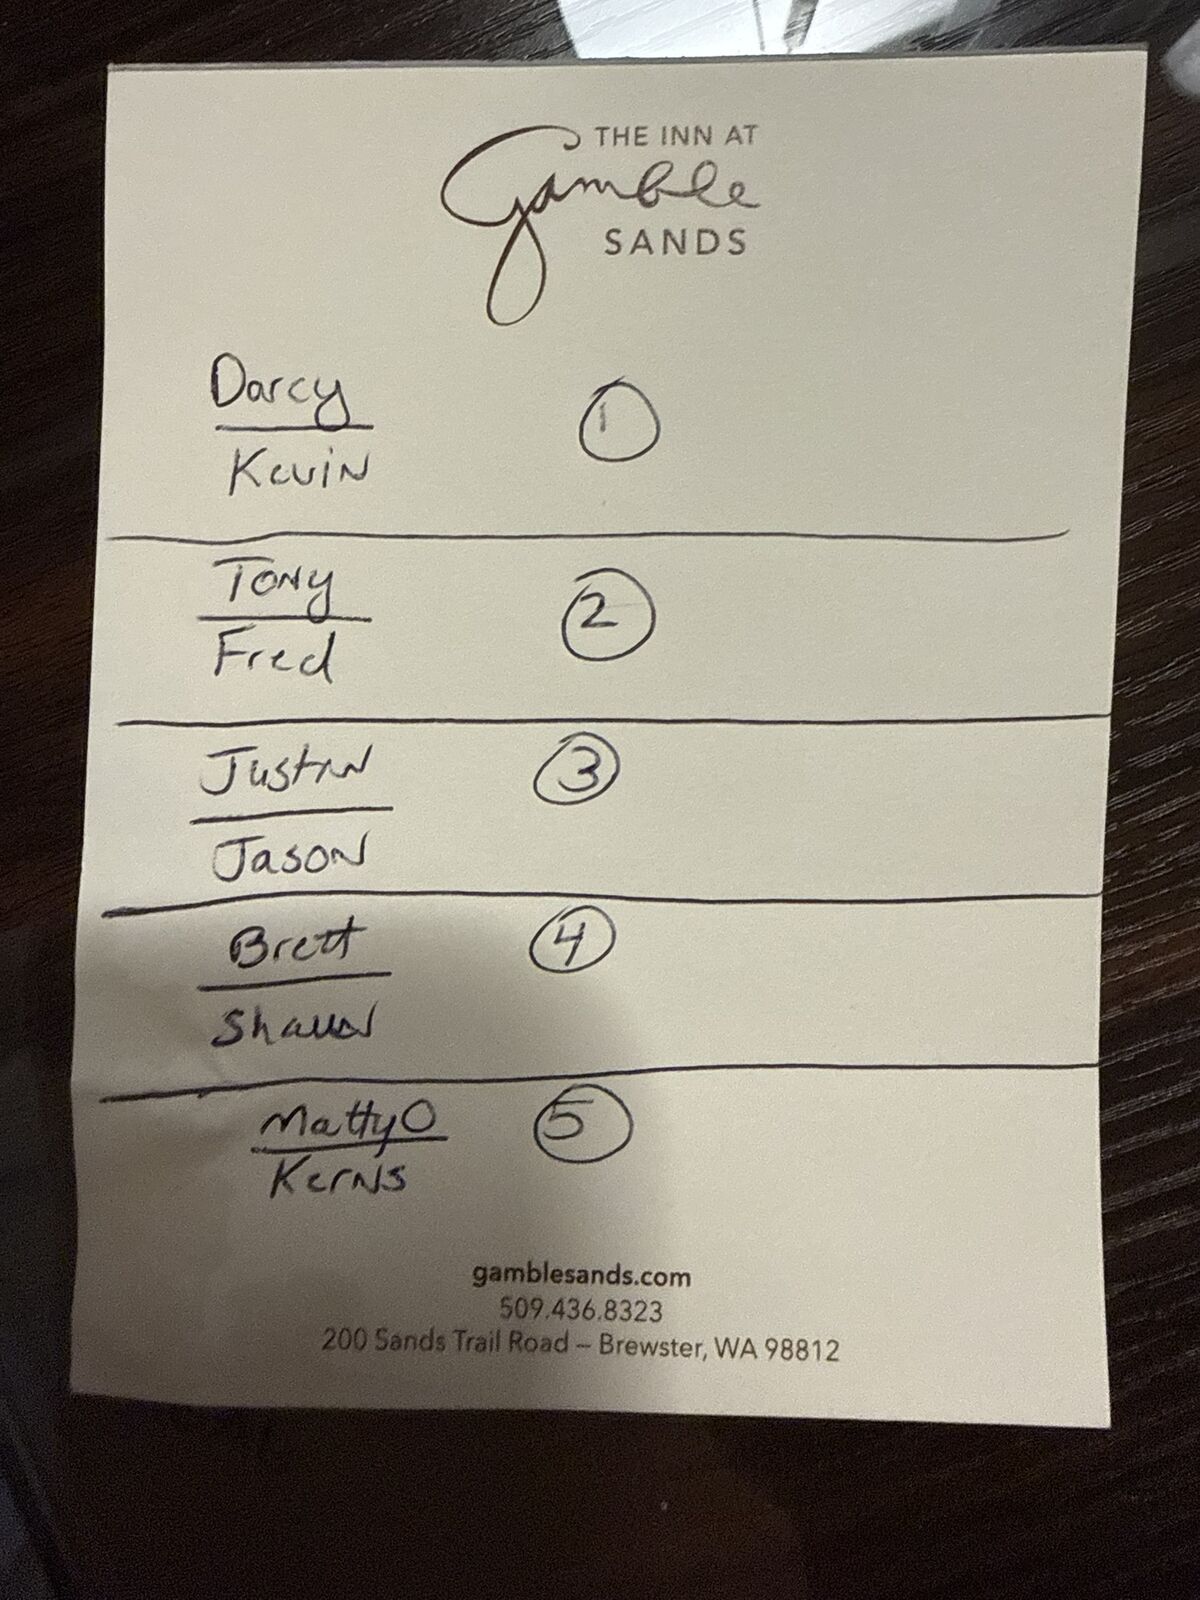 THE INN AT
Gamble
SANDS
Darcy
1
Kevin
Tony
2
Fred
Justin
3
Jason
Brett
4
Shaun
MattyO
5
Kerns
gamblesands.com
509.436.8323
200 Sands Trail Road – Brewster, WA 98812